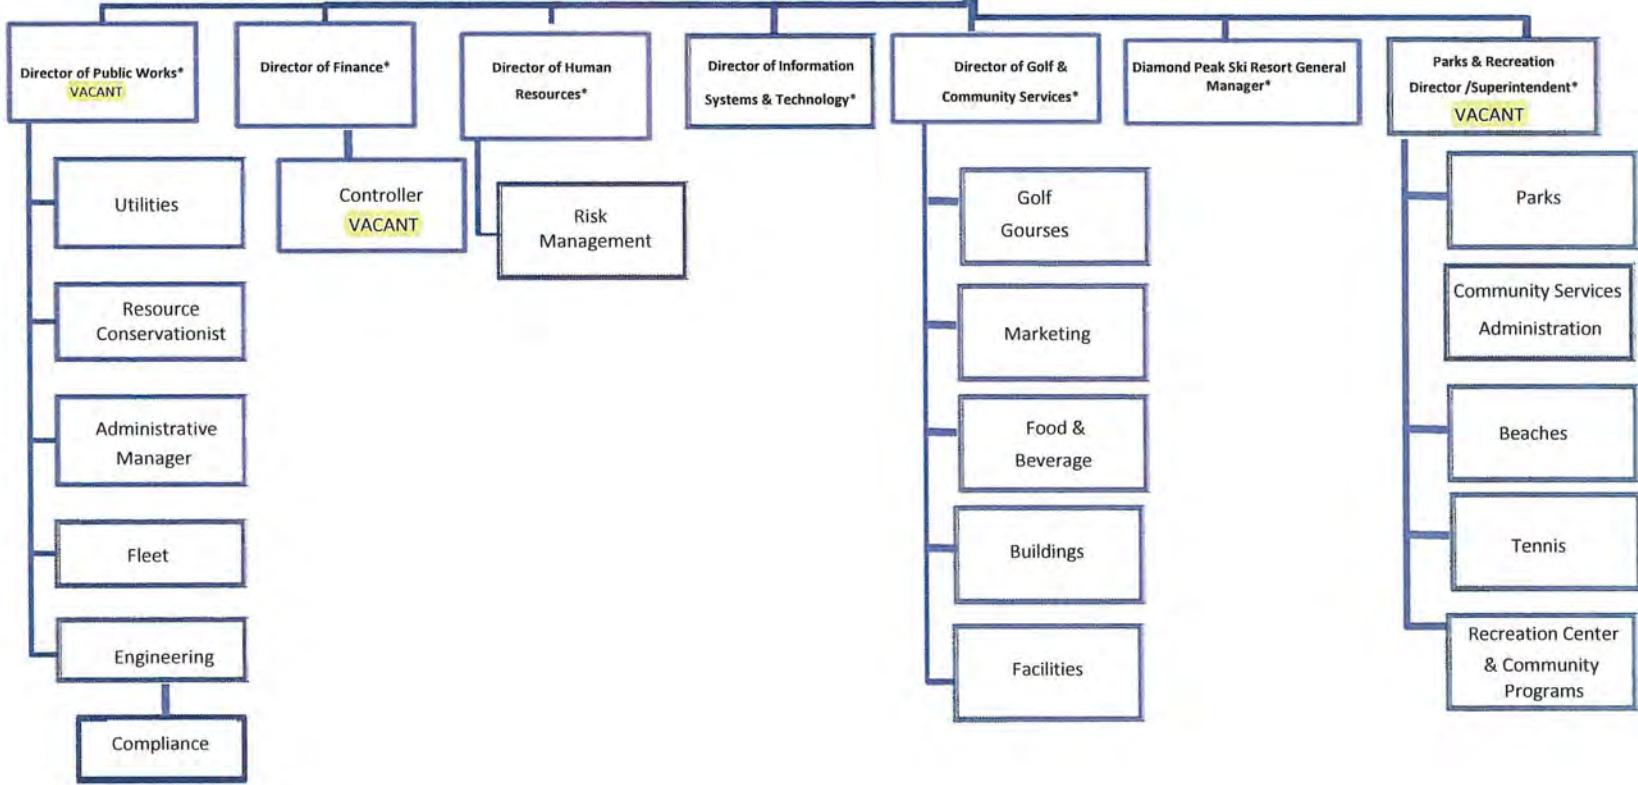 Director of Public Works*
VACANT
Director of Finance*
Director of Human
Resources*
Director of Information
Systems & Technology*
Director of Golf &
Community Services*
Diamond Peak Ski Resort General
Manager*
Parks & Recreation
Director /Superintendent*
VACANT
Utilities
Resource
Conservationist
Administrative
Manager
Fleet
Engineering
Compliance
Controller
VACANT
Risk
Management
Golf
Gourses
Marketing
Food &
Beverage
Buildings
Facilities
Parks
Community Services
Administration
Beaches
Tennis
Recreation Center
& Community
Programs